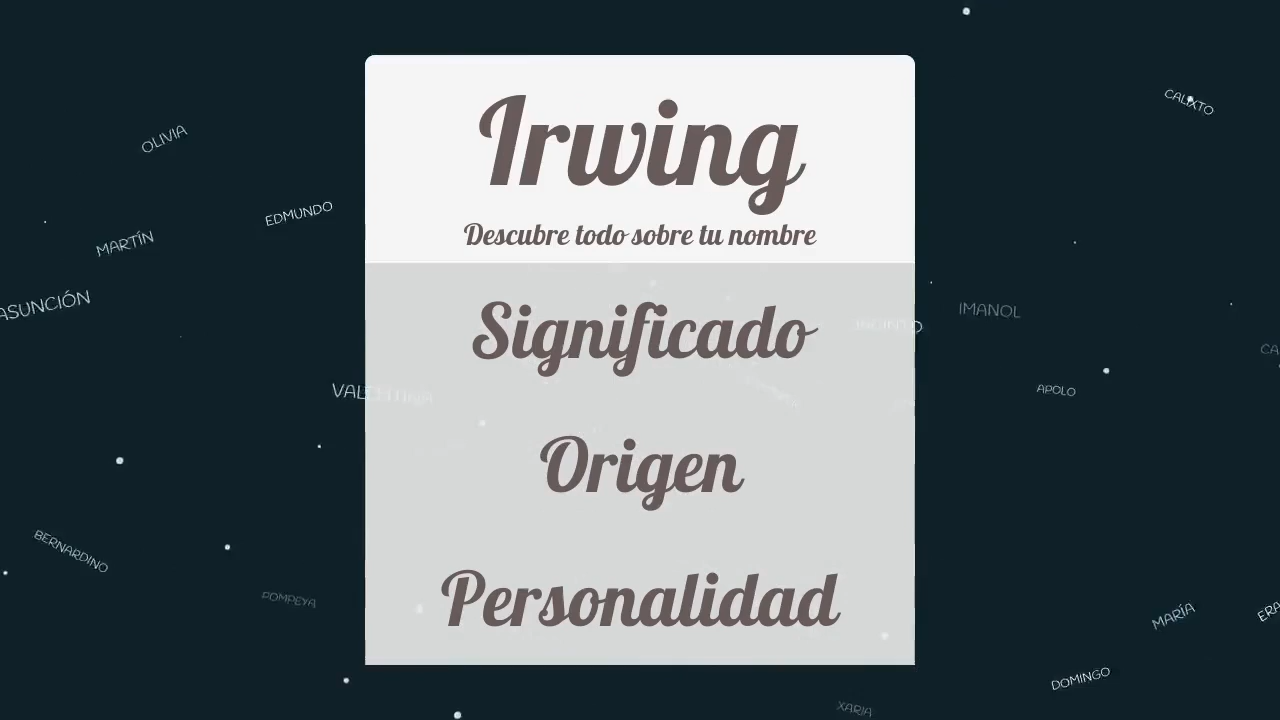 Irwing
Descubre todo sobre tu nombre
Significado
Origen
Personalidad
CALIXTO
OLIVIA
EDMUNDO
MARTÍN
ASUNCIÓN
IMANOL
VALENTINA
APOLO
BERNARDINO
POMPEYA
MARÍA
DOMINGO
XARIA